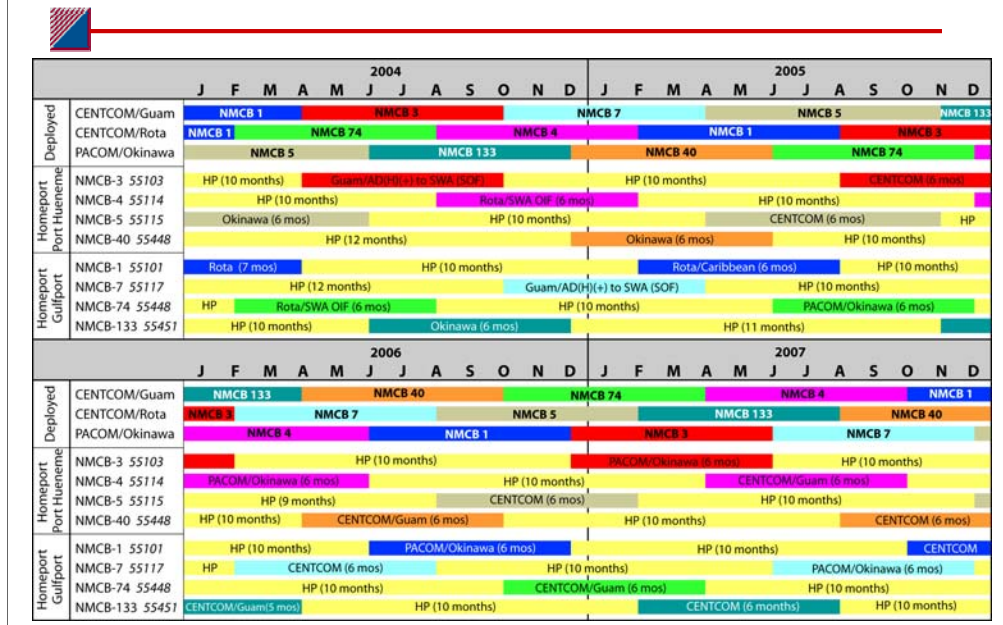 2004 2005
J F M A M J J A S O N D J F M A M J J A S O N D
Deployed
CENTCOM/Guam NMCB 1 NMCB 3 NMCB 7 NMCB 5 NMCB 133
CENTCOM/Rota NMCB 1 NMCB 74 NMCB 4 NMCB 1 NMCB 3
PACOM/Okinawa NMCB 5 NMCB 133 NMCB 40 NMCB 74
Homeport
Port Hueneme
NMCB-3 55103 HP (10 months) Guam/AD(H)(+) to SWA (SOF) HP (10 months) CENTCOM (6 mos)
NMCB-4 55114 HP (10 months) Rota/SWA OIF (6 mos) HP (10 months)
NMCB-5 55115 Okinawa (6 mos) HP (10 months) CENTCOM (6 mos) HP
NMCB-40 55448 HP (12 months) Okinawa (6 mos) HP (10 months)
Homeport
Gulfport
NMCB-1 55101 Rota (7 mos) HP (10 months) Rota/Caribbean (6 mos) HP (10 months)
NMCB-7 55117 HP (12 months) Guam/AD(H)(+) to SWA (SOF) HP (10 months)
NMCB-74 55448 HP Rota/SWA OIF (6 mos) HP (10 months) PACOM/Okinawa (6 mos)
NMCB-133 55451 HP (10 months) Okinawa (6 mos) HP (11 months)
2006 2007
J F M A M J J A S O N D J F M A M J J A S O N D
Deployed
CENTCOM/Guam NMCB 133 NMCB 40 NMCB 74 NMCB 4 NMCB 1
CENTCOM/Rota NMCB 3 NMCB 7 NMCB 5 NMCB 133 NMCB 40
PACOM/Okinawa NMCB 4 NMCB 1 NMCB 3 NMCB 7
Homeport
Port Hueneme
NMCB-3 55103 HP (10 months) PACOM/Okinawa (6 mos) HP (10 months)
NMCB-4 55114 PACOM/Okinawa (6 mos) HP (10 months) CENTCOM/Guam (6 mos)
NMCB-5 55115 HP (9 months) CENTCOM (6 mos) HP (10 months)
NMCB-40 55448 HP (10 months) CENTCOM/Guam (6 mos) HP (10 months) CENTCOM (6 mos)
Homeport
Gulfport
NMCB-1 55101 HP (10 months) PACOM/Okinawa (6 mos) HP (10 months) CENTCOM
NMCB-7 55117 HP CENTCOM (6 mos) HP (10 months) PACOM/Okinawa (6 mos)
NMCB-74 55448 HP (10 months) CENTCOM/Guam (6 mos) HP (10 months)
NMCB-133 55451 CENTCOM/Guam(5 mos) HP (10 months) CENTCOM (6 months) HP (10 months)